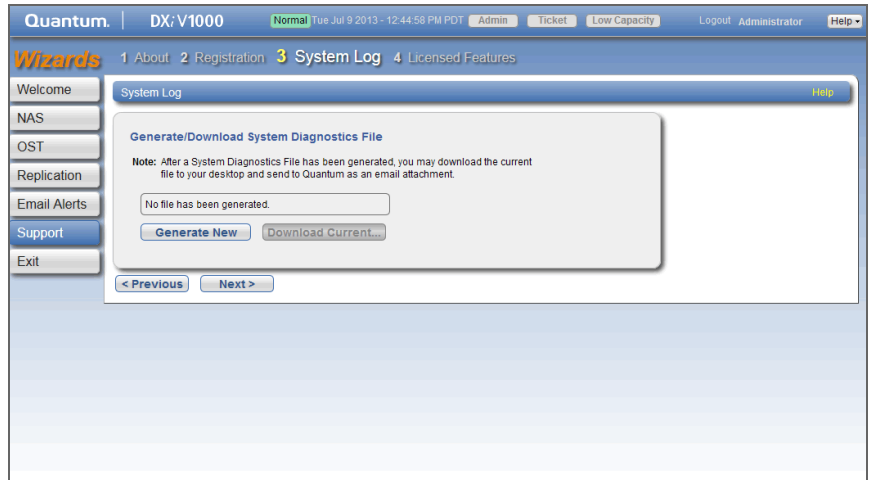 Quantum. DXi V1000 Normal Tue Jul 9 2013 - 12:44:58 PM PDT Admin Ticket Low Capacity Logout Administrator Help
Wizards 1 About 2 Registration 3 System Log 4 Licensed Features
Welcome
NAS
OST
Replication
Email Alerts
Support
Exit
System Log Help
Generate/Download System Diagnostics File
Note: After a System Diagnostics File has been generated, you may download the current
file to your desktop and send to Quantum as an email attachment.
No file has been generated.
Generate New Download Current...
< Previous Next >